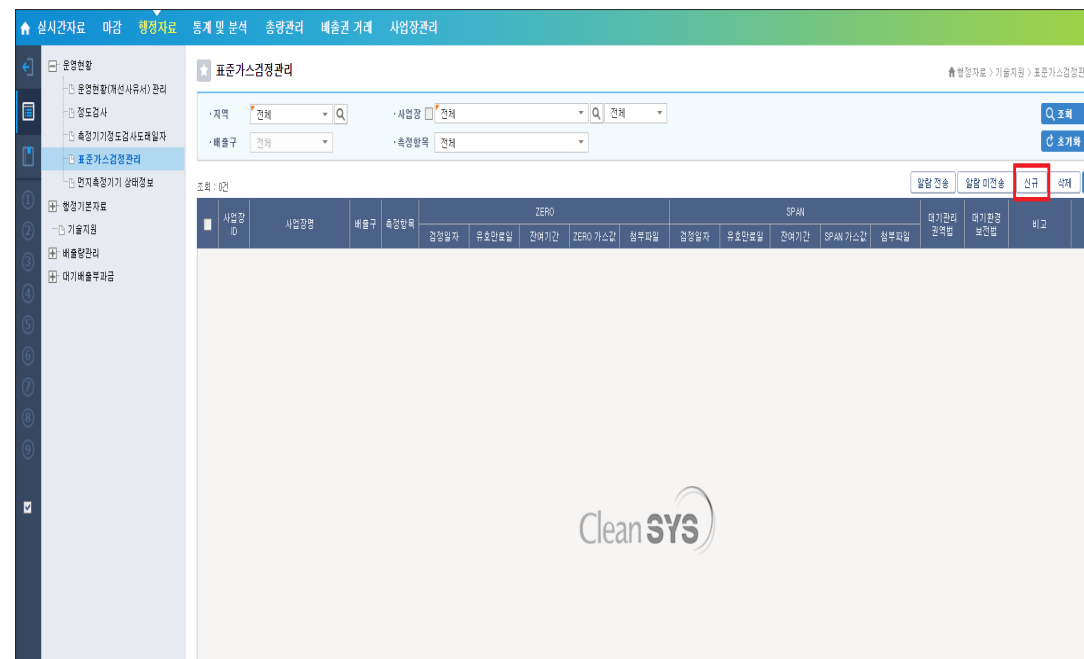 실시간자료 마감 행정자료 통계 및 분석 총량관리 배출권 거래 사업장관리
운영현황
운영현황(개선사유서) 관리
정도검사
측정기기정도검사도래일자
표준가스검정관리
먼지측정기기 상태정보
행정기본자료
기술지원
배출량관리
대기배출부과금
1
2
3
4
5
6
7
8
9
표준가스검정관리
행정자료 > 기술지원 > 표준가스검정관
·지역 전체 ·사업장 전체 전체 조회
·배출구 전체 ·측정항목 전체 초기화
조회 : 0건
알람 전송 알람 미전송 신규 삭제
사업장 ID 사업장명 배출구 측정항목 ZERO SPAN 대기관리 권역법 대기환경 보전법 비고
검정일자 유효만료일 잔여기간 ZERO 가스값 첨부파일 검정일자 유효만료일 잔여기간 SPAN 가스값 첨부파일
Clean SYS